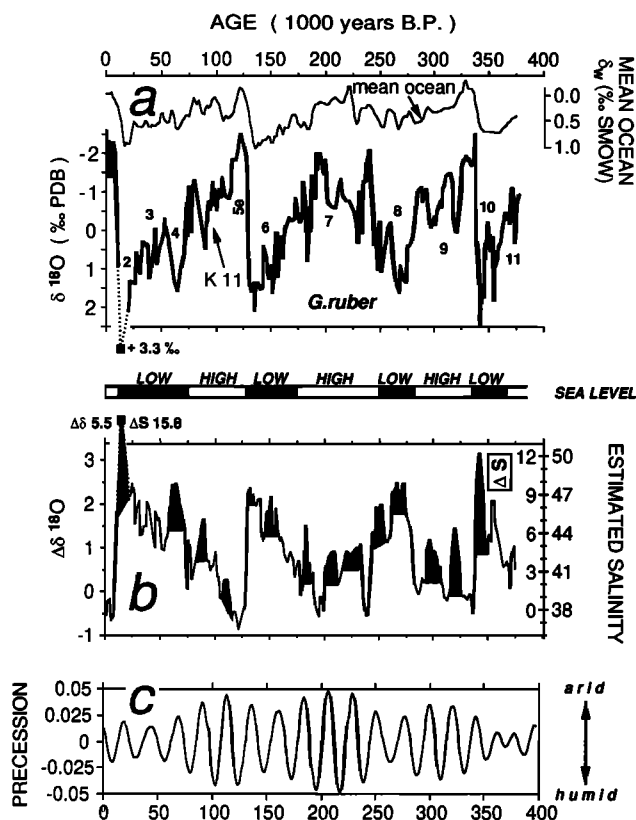 AGE ( 1000 years B.P. )
0 50 100 150 200 250 300 350 400
a
mean ocean
0.0
0.5
1.0
MEAN OCEAN
δw (‰ SMOW)
-2
-1
0
1
2
δ 18O ( ‰ PDB)
2 3 4 5e 6 7 8 9 10 11
K 11
G.ruber
+ 3.3 ‰
LOW HIGH LOW HIGH LOW HIGH LOW
SEA LEVEL
Δδ 5.5 ΔS 15.8
3
2
1
0
-1
Δδ 18O
b
Δ S
12 50
9 47
6 44
3 41
0 38
ESTIMATED SALINITY
c
0.05
0.025
0
-0.025
-0.05
PRECESSION
arid
humid
0 50 100 150 200 250 300 350 400